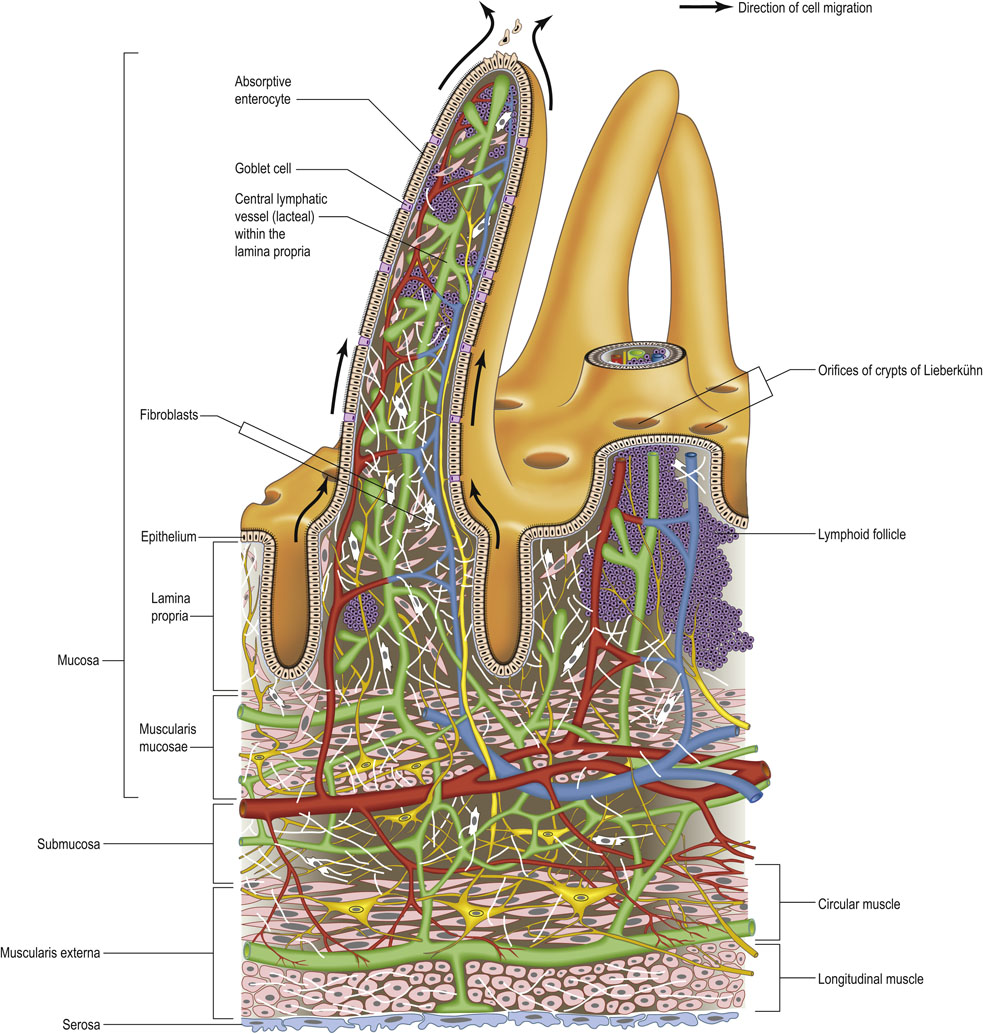 Direction of cell migration
Absorptive
enterocyte
Goblet cell
Central lymphatic
vessel (lacteal)
within the
lamina propria
Orifices of crypts of Lieberkühn
Fibroblasts
Epithelium
Lymphoid follicle
Lamina
propria
Mucosa
Muscularis
mucosae
Submucosa
Circular muscle
Muscularis externa
Longitudinal muscle
Serosa